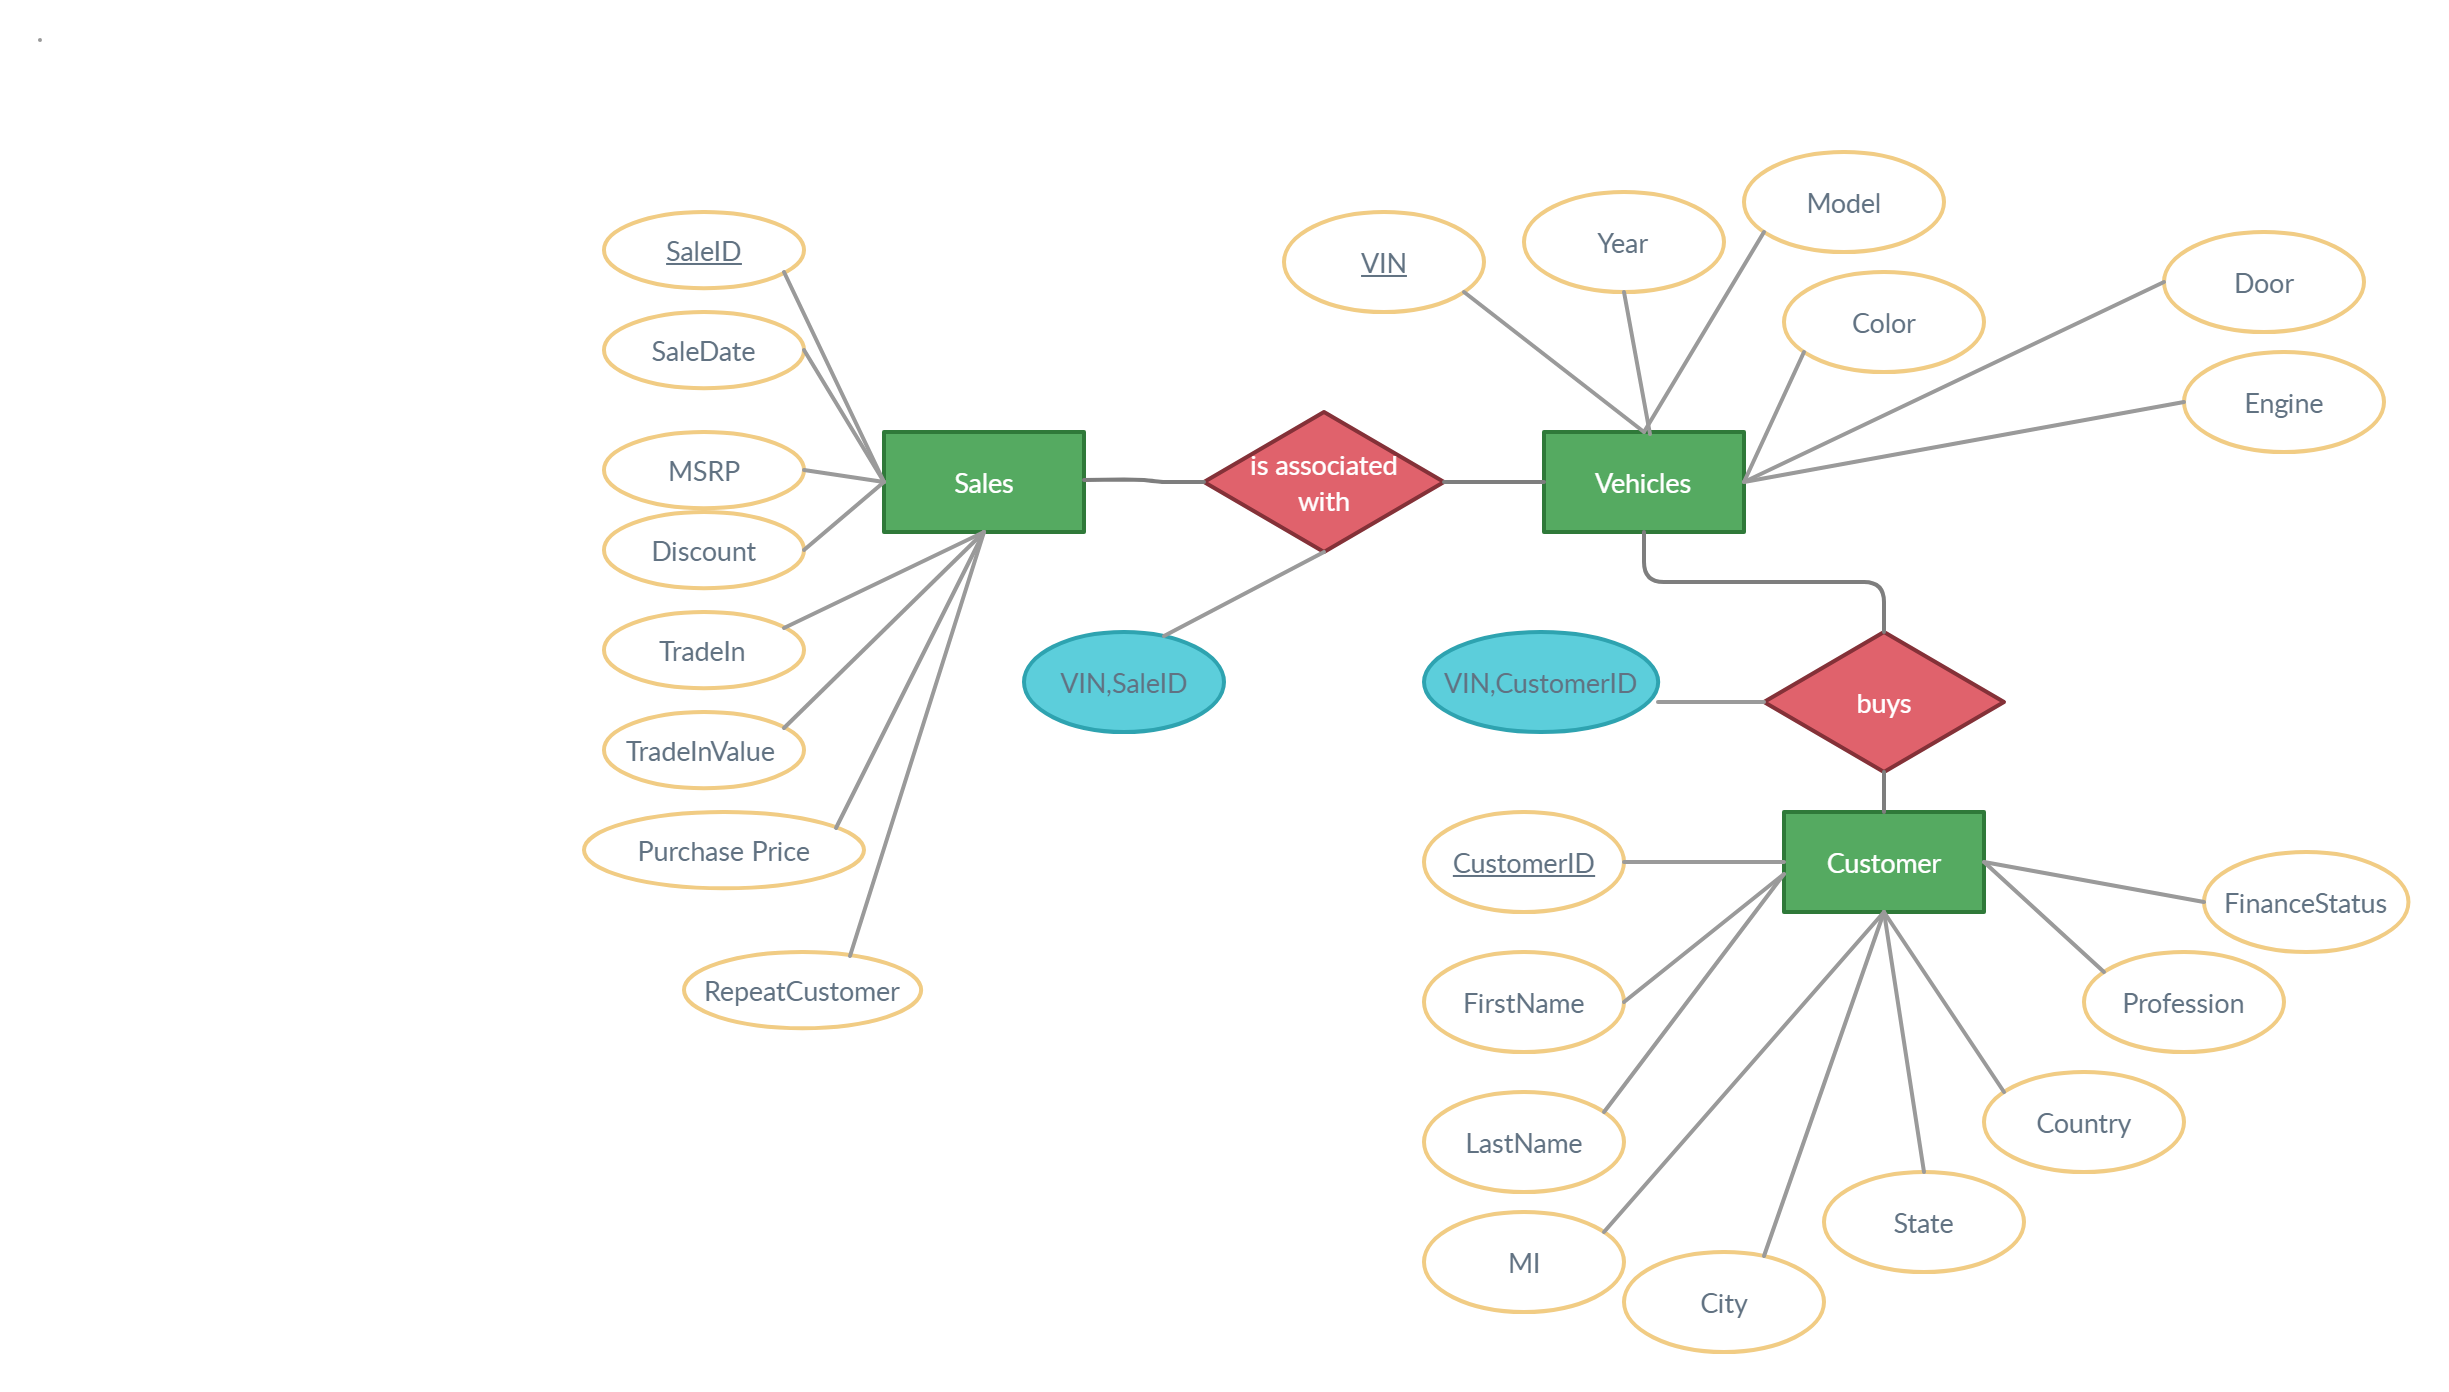 SaleID
SaleDate
MSRP
Discount
TradeIn
TradeInValue
Purchase Price
RepeatCustomer
Sales
is associated
with
VIN,SaleID
VIN
Year
Model
Color
Door
Engine
Vehicles
VIN,CustomerID
buys
Customer
CustomerID
FirstName
LastName
MI
City
State
Country
Profession
FinanceStatus